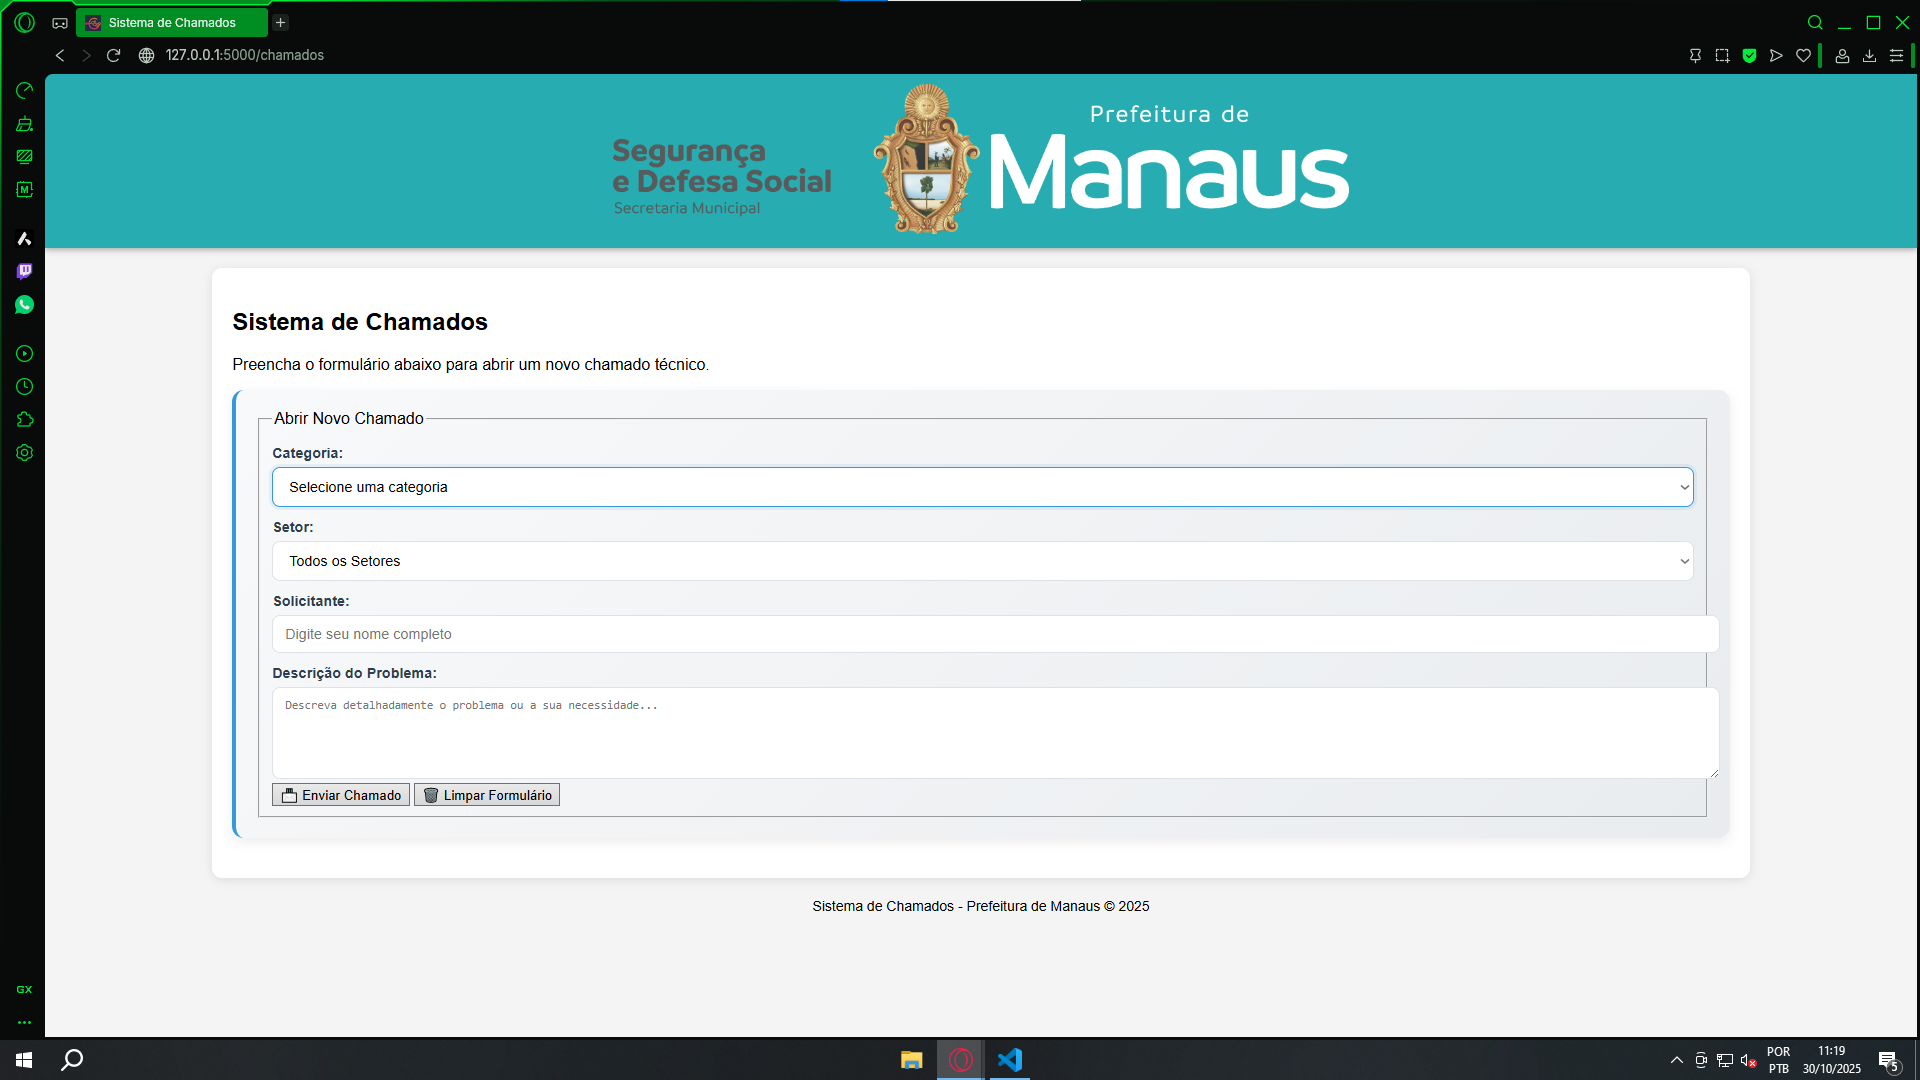 Sistema de Chamados
127.0.0.1:5000/chamados
Segurança
e Defesa Social
Secretaria Municipal
Prefeitura de
Manaus
Sistema de Chamados
Preencha o formulário abaixo para abrir um novo chamado técnico.
Abrir Novo Chamado
Categoria:
Selecione uma categoria
Setor:
Todos os Setores
Solicitante:
Digite seu nome completo
Descrição do Problema:
Descreva detalhadamente o problema ou a sua necessidade...
Enviar Chamado
Limpar Formulário
Sistema de Chamados - Prefeitura de Manaus © 2025
GX
POR
PTB
11:19
30/10/2025
5